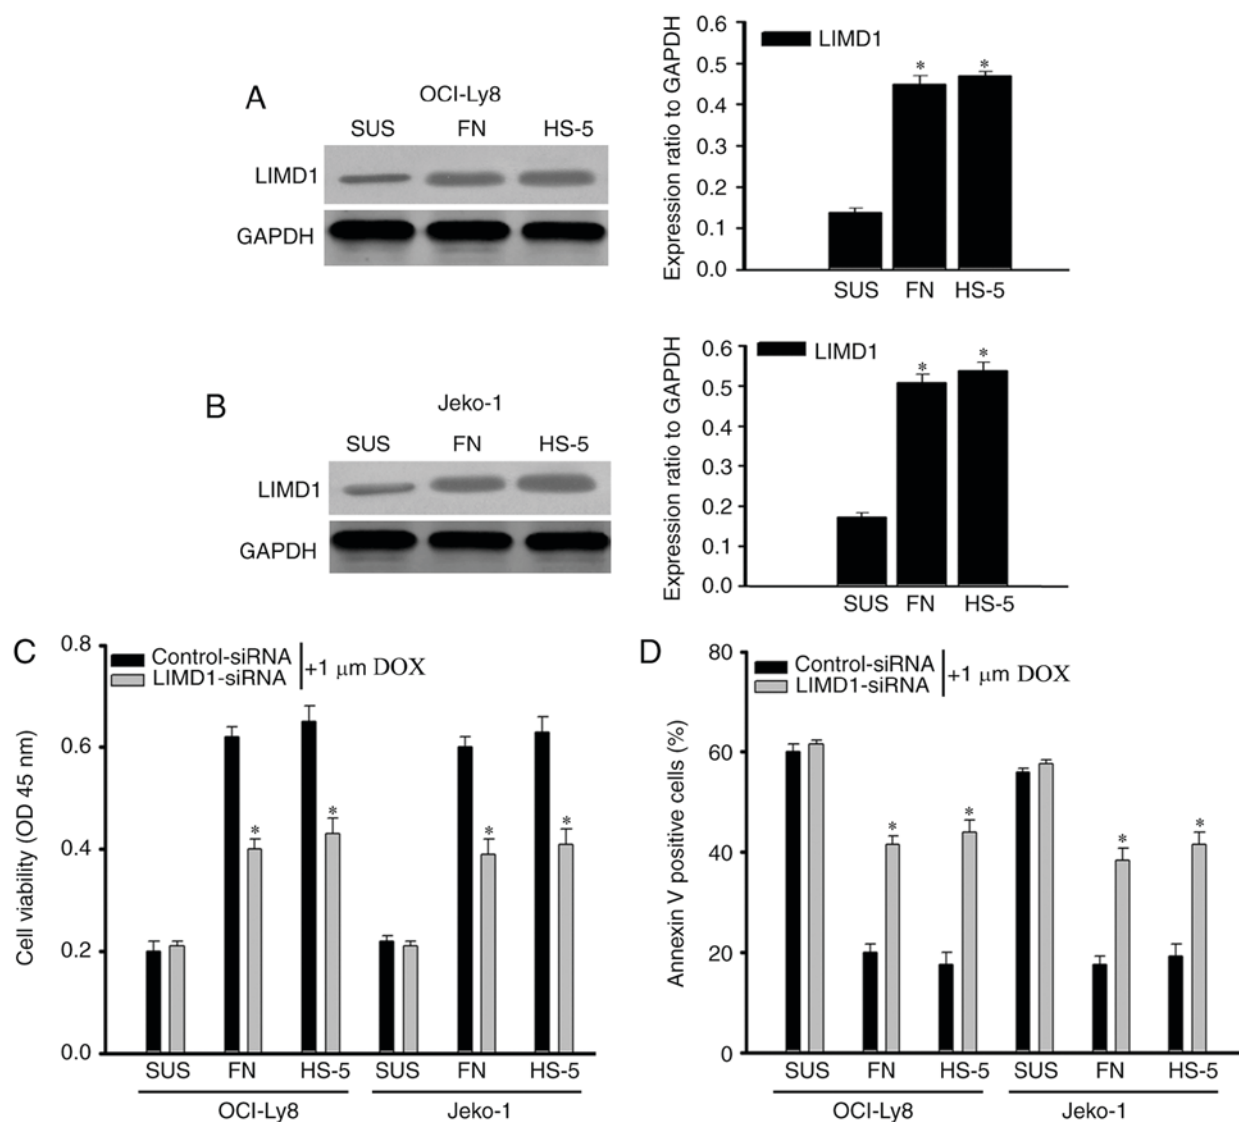 A
OCI-Ly8
SUS FN HS-5
LIMD1
GAPDH
Expression ratio to GAPDH
0.6
0.5
0.4
0.3
0.2
0.1
0.0
LIMD1
* *
SUS FN HS-5
B
Jeko-1
SUS FN HS-5
LIMD1
GAPDH
Expression ratio to GAPDH
0.6
0.5
0.4
0.3
0.2
0.1
0.0
LIMD1
* *
SUS FN HS-5
C
Cell viability (OD 45 nm)
0.8
0.6
0.4
0.2
0.0
Control-siRNA
LIMD1-siRNA
+1 μm DOX
* * * *
SUS FN HS-5 SUS FN HS-5
OCI-Ly8 Jeko-1
D
Annexin V positive cells (%)
80
60
40
20
0
Control-siRNA
LIMD1-siRNA
+1 μm DOX
* * * *
SUS FN HS-5 SUS FN HS-5
OCI-Ly8 Jeko-1